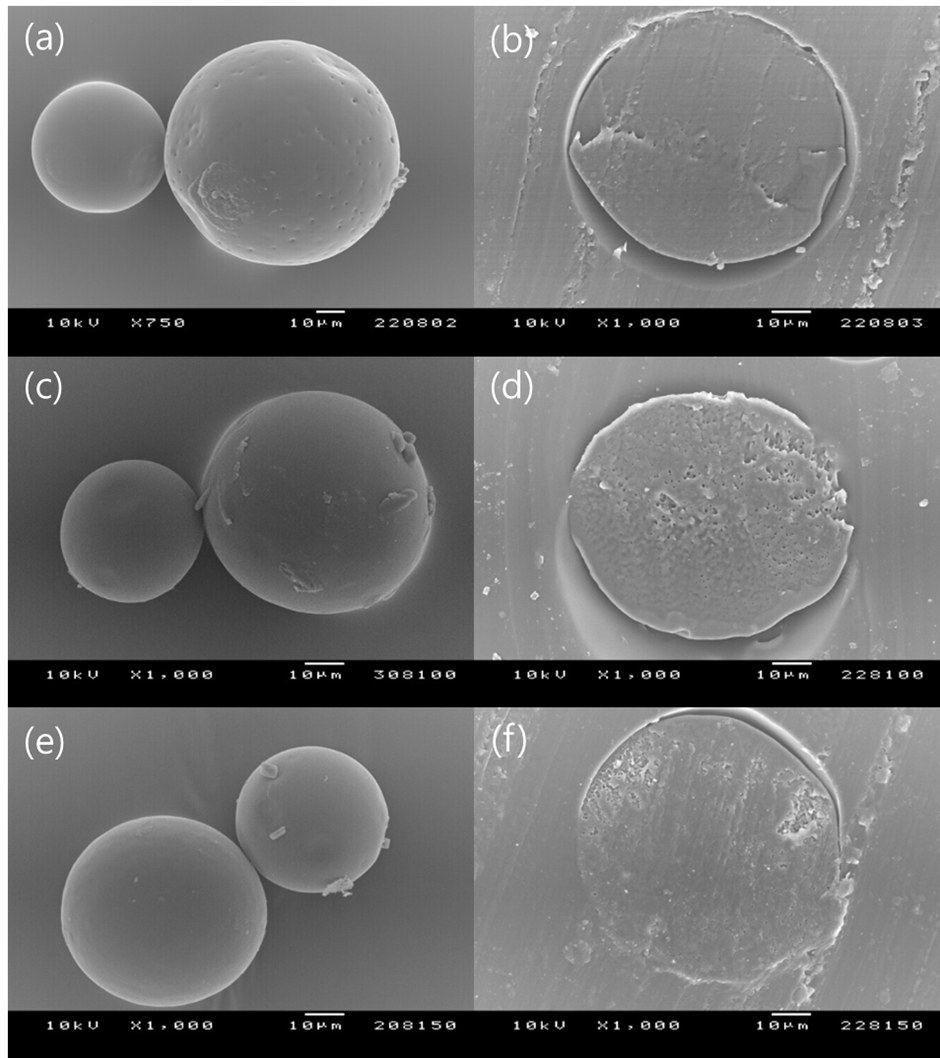 (a)
(b)
10kV X750 10µm 220802
10kV X1,000 10µm 220803
(c)
(d)
10kV X1,000 10µm 308100
10kV X1,000 10µm 228100
(e)
(f)
10kV X1,000 10µm 208150
10kV X1,000 10µm 228150